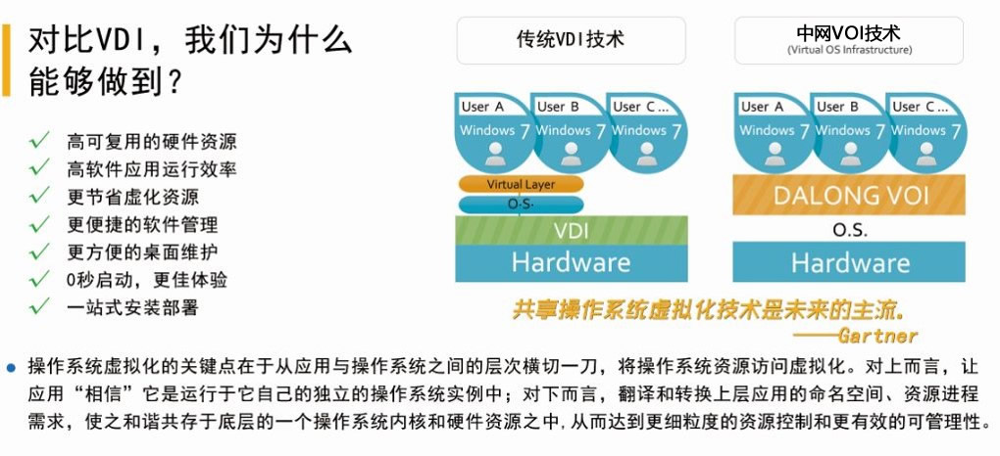 对比VDI，我们为什么
能够做到？
高可复用的硬件资源
高软件应用运行效率
更节省虚化资源
更便捷的软件管理
更方便的桌面维护
0秒启动，更佳体验
一站式安装部署
传统VDI技术
User A
User B
User C...
Windows 7
Windows 7
Windows 7
Virtual Layer
O·S·
VDI
Hardware
中网VOI技术
(Virtual OS Infrastructure)
User A
User B
User C...
Windows 7
Windows 7
Windows 7
DALONG VOI
O.S.
Hardware
共享操作系统虚拟化技术是未来的主流.
——Gartner
操作系统虚拟化的关键点在于从应用与操作系统之间的层次横切一刀，将操作系统资源访问虚拟化。对上而言，让
应用“相信”它是运行于它自己的独立的操作系统实例中；对下而言，翻译和转换上层应用的命名空间、资源进程
需求，使之和谐共存于底层的一个操作系统内核和硬件资源之中,从而达到更细粒度的资源控制和更有效的可管理性。